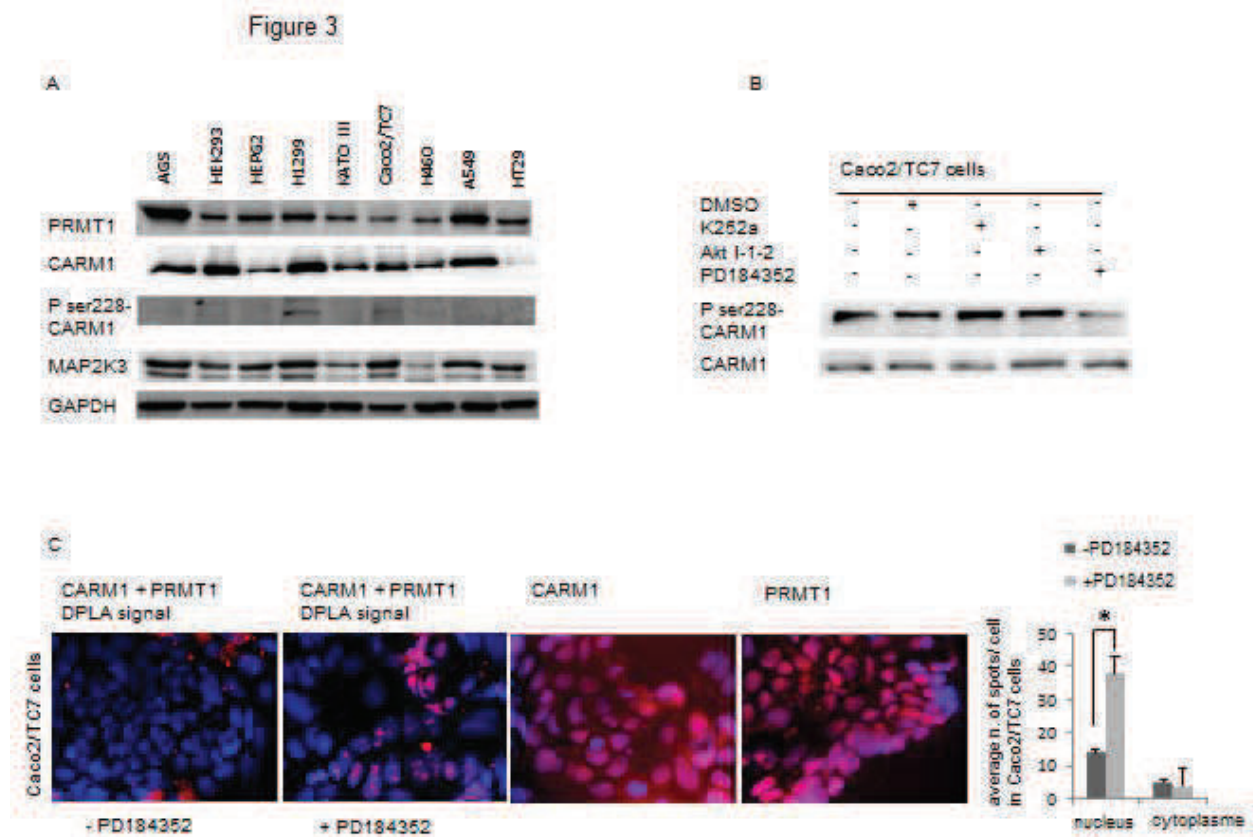 Figure 3
A
AGS
HEK293
HEPG2
H1299
KATO III
Caco2/TC7
H460
A549
HT29
PRMT1
CARM1
P ser228-
CARM1
MAP2K3
GAPDH
B
Caco2/TC7 cells
DMSO - + - - -
K252a - - + - -
Akt I-1-2 - - - + -
PD184352 - - - - +
P ser228-
CARM1
CARM1
C
CARM1 + PRMT1
DPLA signal
CARM1 + PRMT1
DPLA signal
CARM1
PRMT1
Caco2/TC7 cells
- PD184352
+ PD184352
-PD184352
+PD184352
average n. of spots/ cell
in Caco2/TC7 cells
50
40
30
20
10
0
*
nucleus
cytoplasme